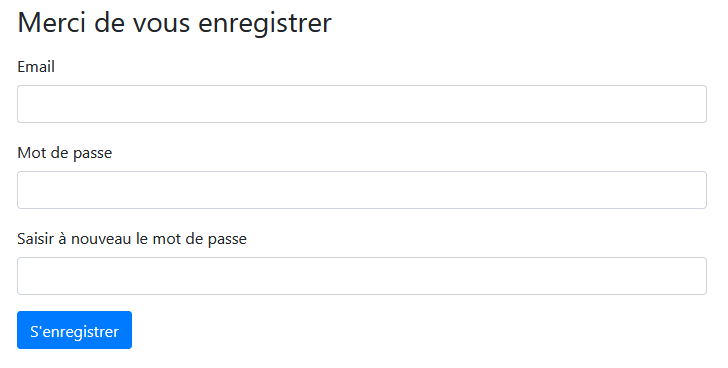 Merci de vous enregistrer
Email
Mot de passe
Saisir à nouveau le mot de passe
S'enregistrer